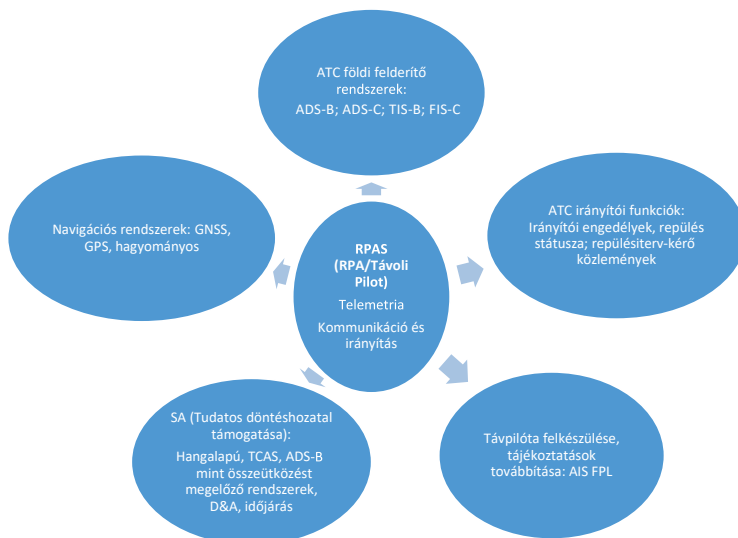 ATC földi felderítő
rendszerek:
ADS-B; ADS-C; TIS-B; FIS-C
Navigációs rendszerek: GNSS,
GPS, hagyományos
RPAS
(RPA/Távoli
Pilot)
Telemetria
Kommunikáció és
irányítás
ATC irányítói funkciók:
Irányítói engedélyek, repülés
státusza; repülésiterv-kérő
közlemények
SA (Tudatos döntéshozatal
támogatása):
Hangalapú, TCAS, ADS-B
mint összeütközést
megelőző rendszerek,
D&A, időjárás
Távpilóta felkészülése,
tájékoztatások
továbbítása: AIS FPL